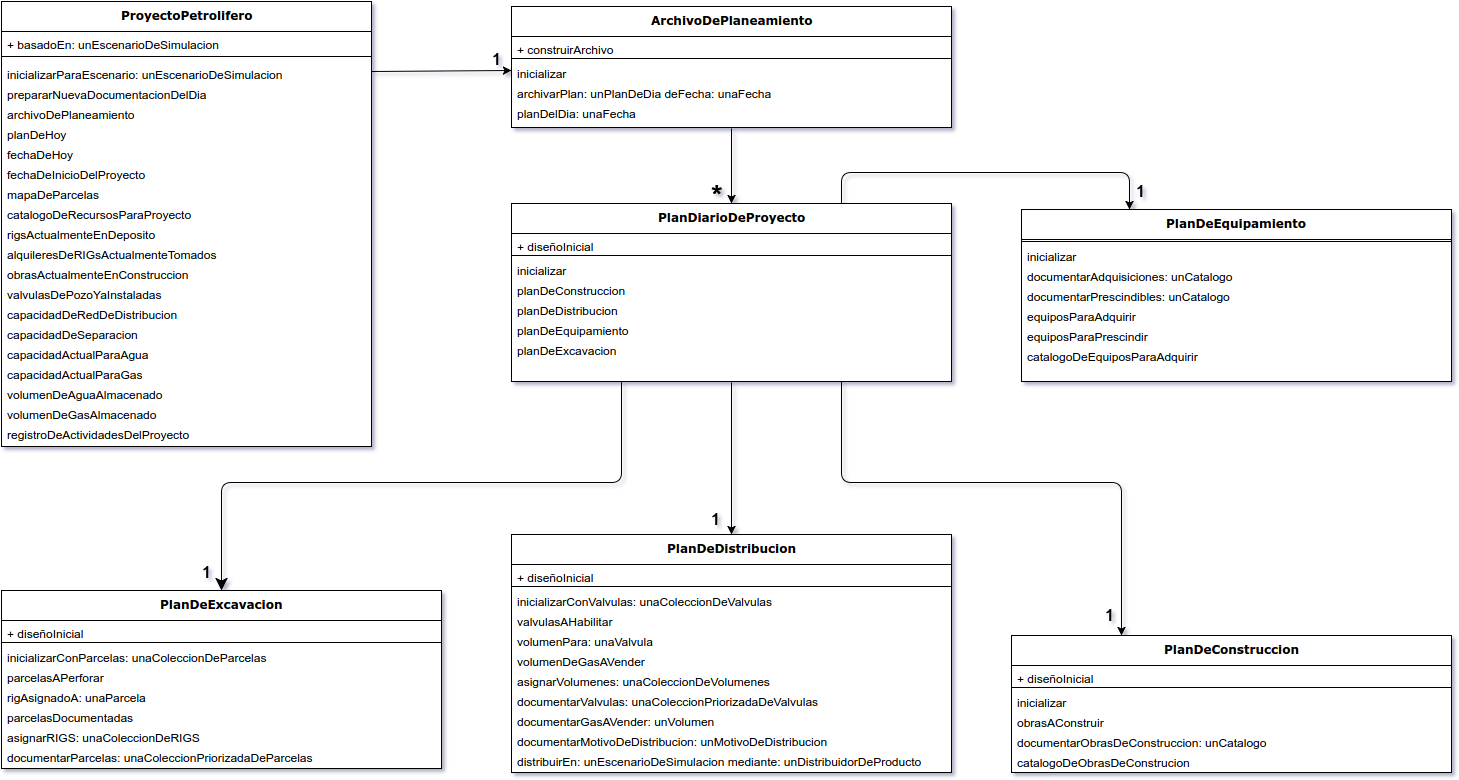 ProyectoPetrolifero
+ basadoEn: unEscenarioDeSimulacion
inicializarParaEscenario: unEscenarioDeSimulacion
prepararNuevaDocumentacionDelDia
archivoDePlaneamiento
planDeHoy
fechaDeHoy
fechaDeInicioDelProyecto
mapaDeParcelas
catalogoDeRecursosParaProyecto
rigsActualmenteEnDeposito
alquileresDeRIGsActualmenteTomados
obrasActualmenteEnConstruccion
valvulasDePozoYaInstaladas
capacidadDeRedDeDistribucion
capacidadDeSeparacion
capacidadActualParaAgua
capacidadActualParaGas
volumenDeAguaAlmacenado
volumenDeGasAlmacenado
registroDeActividadesDelProyecto
1
ArchivoDePlaneamiento
+ construirArchivo
inicializar
archivarPlan: unPlanDeDia deFecha: unaFecha
planDelDia: unaFecha
*
PlanDiarioDeProyecto
+ diseñoInicial
inicializar
planDeConstruccion
planDeDistribucion
planDeEquipamiento
planDeExcavacion
1
PlanDeEquipamiento
inicializar
documentarAdquisiciones: unCatalogo
documentarPrescindibles: unCatalogo
equiposParaAdquirir
equiposParaPrescindir
catalogoDeEquiposParaAdquirir
1
PlanDeExcavacion
+ diseñoInicial
inicializarConParcelas: unaColeccionDeParcelas
parcelasAPerforar
rigAsignadoA: unaParcela
parcelasDocumentadas
asignarRIGS: unaColeccionDeRIGS
documentarParcelas: unaColeccionPriorizadaDeParcelas
1
PlanDeDistribucion
+ diseñoInicial
inicializarConValvulas: unaColeccionDeValvulas
valvulasAHabilitar
volumenPara: unaValvula
volumenDeGasAVender
asignarVolumenes: unaColeccionDeVolumenes
documentarValvulas: unaColeccionPriorizadaDeValvulas
documentarGasAVender: unVolumen
documentarMotivoDeDistribucion: unMotivoDeDistribucion
distribuirEn: unEscenarioDeSimulacion mediante: unDistribuidorDeProducto
1
PlanDeConstruccion
+ diseñoInicial
inicializar
obrasAConstruir
documentarObrasDeConstruccion: unCatalogo
catalogoDeObrasDeConstrucion